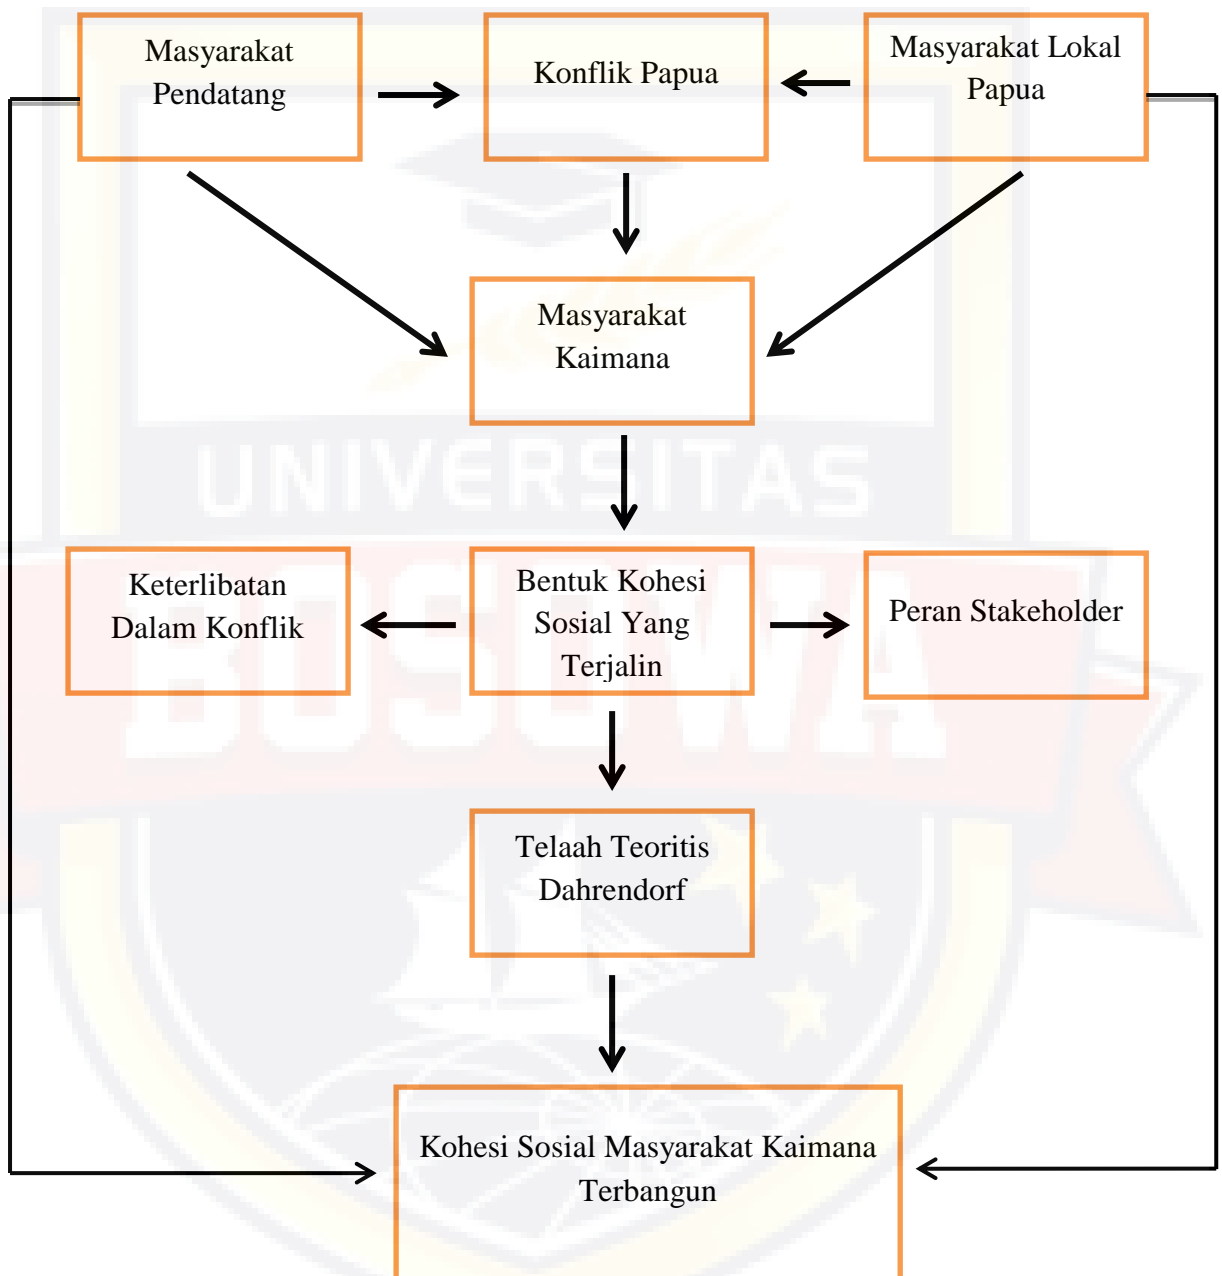 Masyarakat
Pendatang
Konflik Papua
Masyarakat Lokal
Papua
Masyarakat
Kaimana
UNIVERSITAS
Keterlibatan
Dalam Konflik
Bentuk Kohesi
Sosial Yang
Terjalin
Peran Stakeholder
BOSOWA
Telaah Teoritis
Dahrendorf
Kohesi Sosial Masyarakat Kaimana
Terbangun